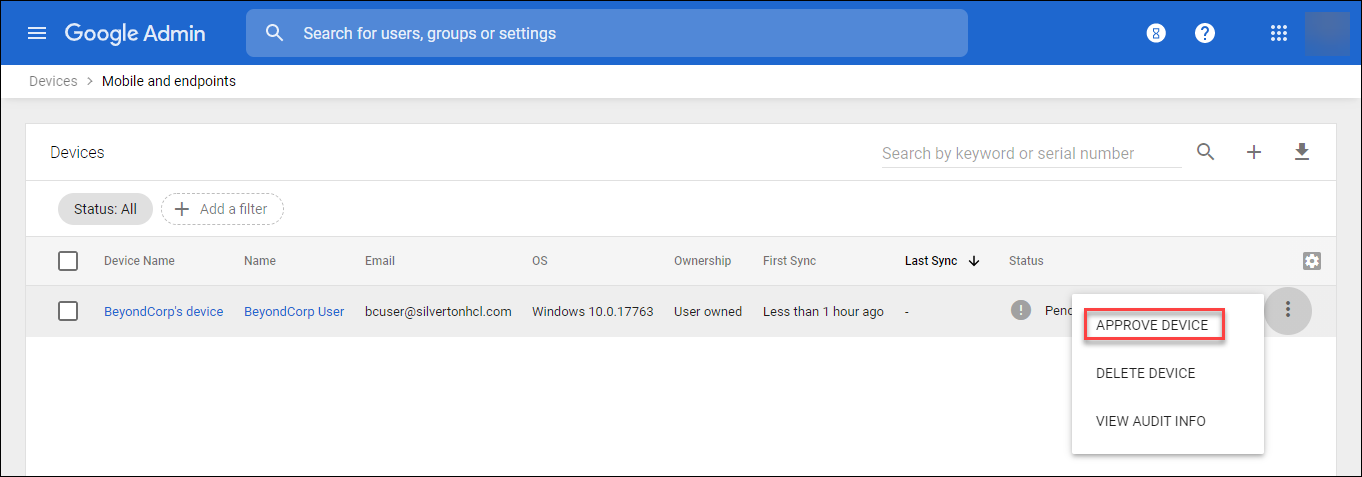 Google Admin
Search for users, groups or settings
Devices > Mobile and endpoints
Devices
Search by keyword or serial number
Status: All
Add a filter
Device Name Name Email OS Ownership First Sync Last Sync Status
BeyondCorp's device BeyondCorp User bcuser@silvertonhcl.com Windows 10.0.17763 User owned Less than 1 hour ago - Pend
APPROVE DEVICE
DELETE DEVICE
VIEW AUDIT INFO